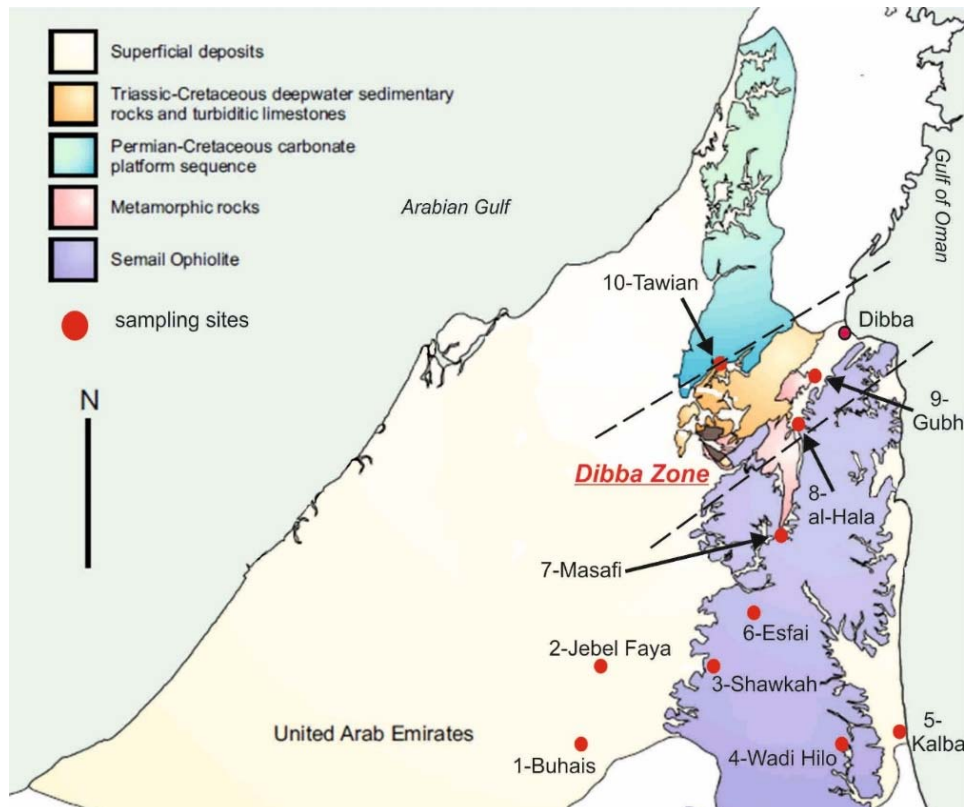 Superficial deposits
Triassic-Cretaceous deepwater sedimentary
rocks and turbiditic limestones
Permian-Cretaceous carbonate
platform sequence
Metamorphic rocks
Semail Ophiolite
sampling sites
N
Arabian Gulf
Gulf of Oman
10-Tawian
Dibba
9-
Gubh
Dibba Zone
8-
al-Hala
7-Masafi
6-Esfai
2-Jebel Faya
3-Shawkah
United Arab Emirates
1-Buhais
4-Wadi Hilo
5-
Kalba